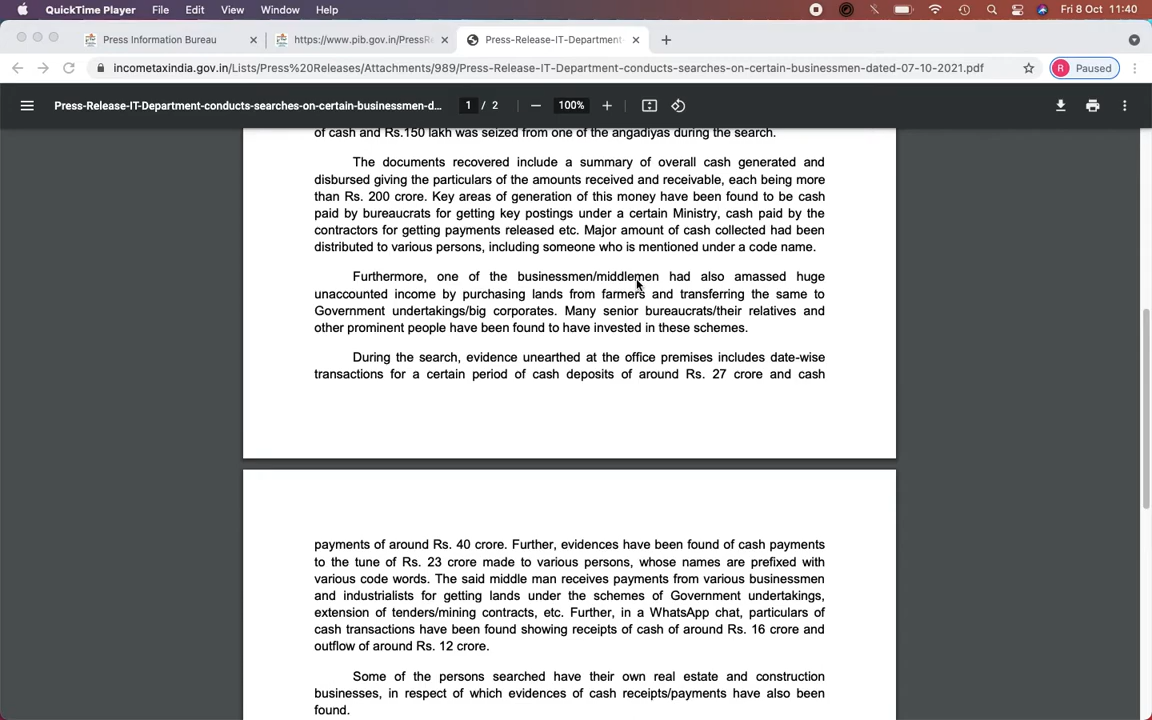 QuickTime Player File Edit View Window Help Fri 8 Oct 11:40
Press Information Bureau https://www.pib.gov.in/PressRe Press-Release-IT-Department-
incometaxindia.gov.in/Lists/Press%20Releases/Attachments/989/Press-Release-IT-Department-conducts-searches-on-certain-businessmen-dated-07-10-2021.pdf R Paused
Press-Release-IT-Department-conducts-searches-on-certain-businessmen-d... 1 / 2 100%
of cash and Rs.150 lakh was seized from one of the angadiyas during the search.
The documents recovered include a summary of overall cash generated and
disbursed giving the particulars of the amounts received and receivable, each being more
than Rs. 200 crore. Key areas of generation of this money have been found to be cash
paid by bureaucrats for getting key postings under a certain Ministry, cash paid by the
contractors for getting payments released etc. Major amount of cash collected had been
distributed to various persons, including someone who is mentioned under a code name.
Furthermore, one of the businessmen/middlemen had also amassed huge
unaccounted income by purchasing lands from farmers and transferring the same to
Government undertakings/big corporates. Many senior bureaucrats/their relatives and
other prominent people have been found to have invested in these schemes.
During the search, evidence unearthed at the office premises includes date-wise
transactions for a certain period of cash deposits of around Rs. 27 crore and cash
payments of around Rs. 40 crore. Further, evidences have been found of cash payments
to the tune of Rs. 23 crore made to various persons, whose names are prefixed with
various code words. The said middle man receives payments from various businessmen
and industrialists for getting lands under the schemes of Government undertakings,
extension of tenders/mining contracts, etc. Further, in a WhatsApp chat, particulars of
cash transactions have been found showing receipts of cash of around Rs. 16 crore and
outflow of around Rs. 12 crore.
Some of the persons searched have their own real estate and construction
businesses, in respect of which evidences of cash receipts/payments have also been
found.